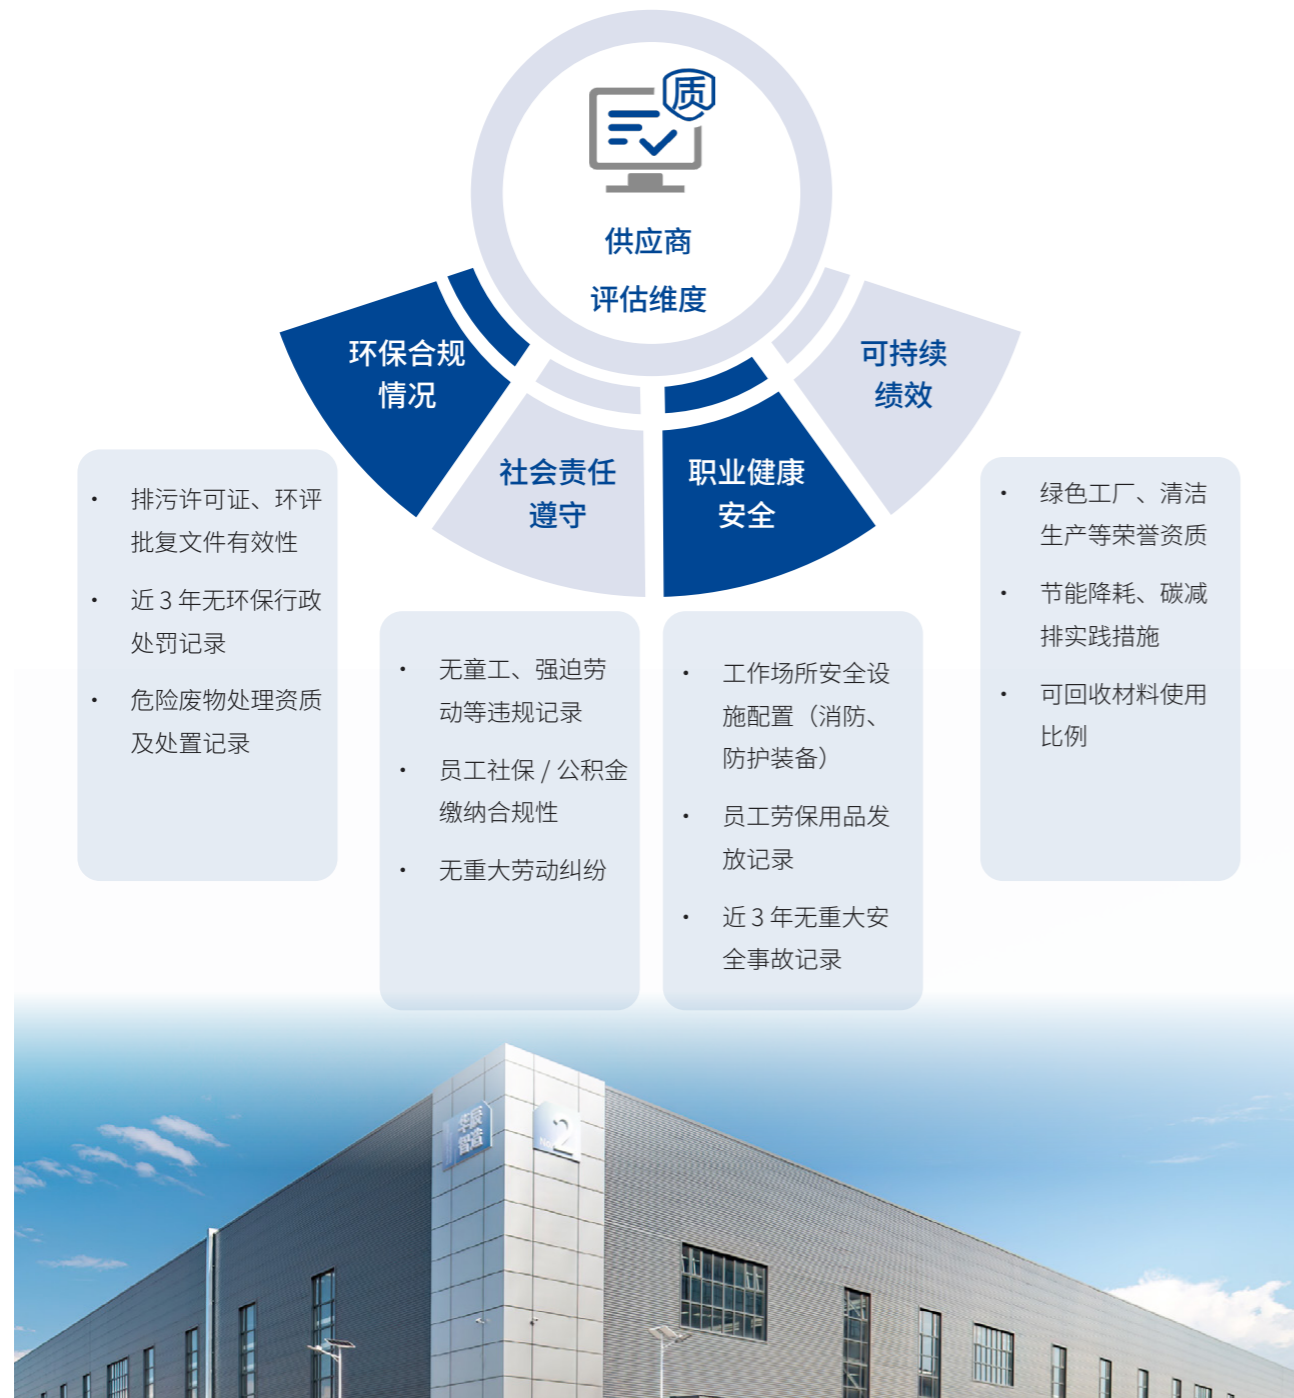 质
供应商
评估维度
环保合规
情况
社会责任
遵守
职业健康
安全
可持续
绩效
· 排污许可证、环评
批复文件有效性
· 近 3 年无环保行政
处罚记录
· 危险废物处理资质
及处置记录
· 无童工、强迫劳
动等违规记录
· 员工社保 / 公积金
缴纳合规性
· 无重大劳动纠纷
· 工作场所安全设
施配置（消防、
防护装备）
· 员工劳保用品发
放记录
· 近 3 年无重大安
全事故记录
· 绿色工厂、清洁
生产等荣誉资质
· 节能降耗、碳减
排实践措施
· 可回收材料使用
比例
华辰
智造
No.2